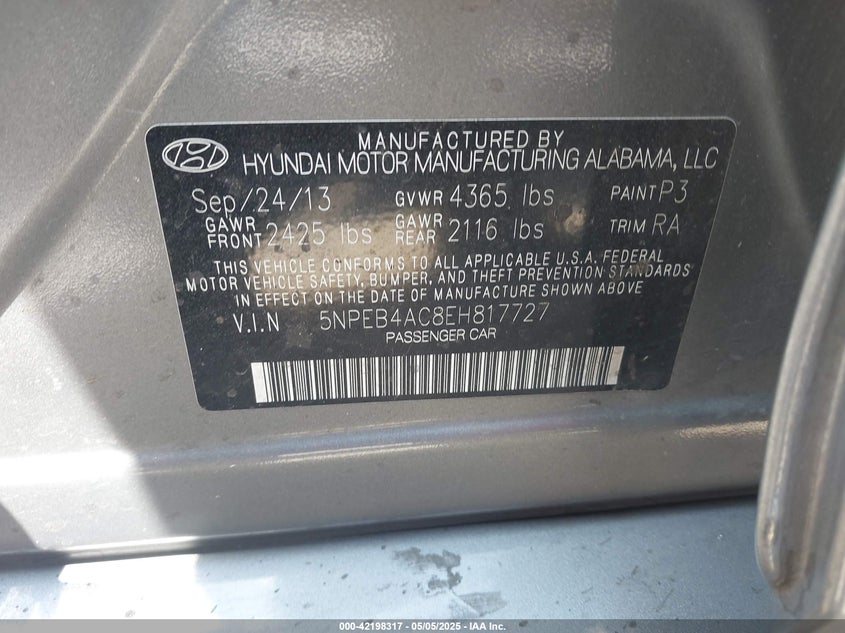 MANUFACTURED BY
HYUNDAI MOTOR MANUFACTURING ALABAMA, LLC
Sep/24/13 GVWR 4365 lbs PAINT P3
GAWR FRONT 2425 lbs GAWR REAR 2116 lbs TRIM RA
THIS VEHICLE CONFORMS TO ALL APPLICABLE U.S.A. FEDERAL
MOTOR VEHICLE SAFETY, BUMPER, AND THEFT PREVENTION STANDARDS
IN EFFECT ON THE DATE OF MANUFACTURE SHOWN ABOVE
V.I.N 5NPEB4AC8EH817727
PASSENGER CAR
000-42198317 - 05/05/2025 - IAA Inc.